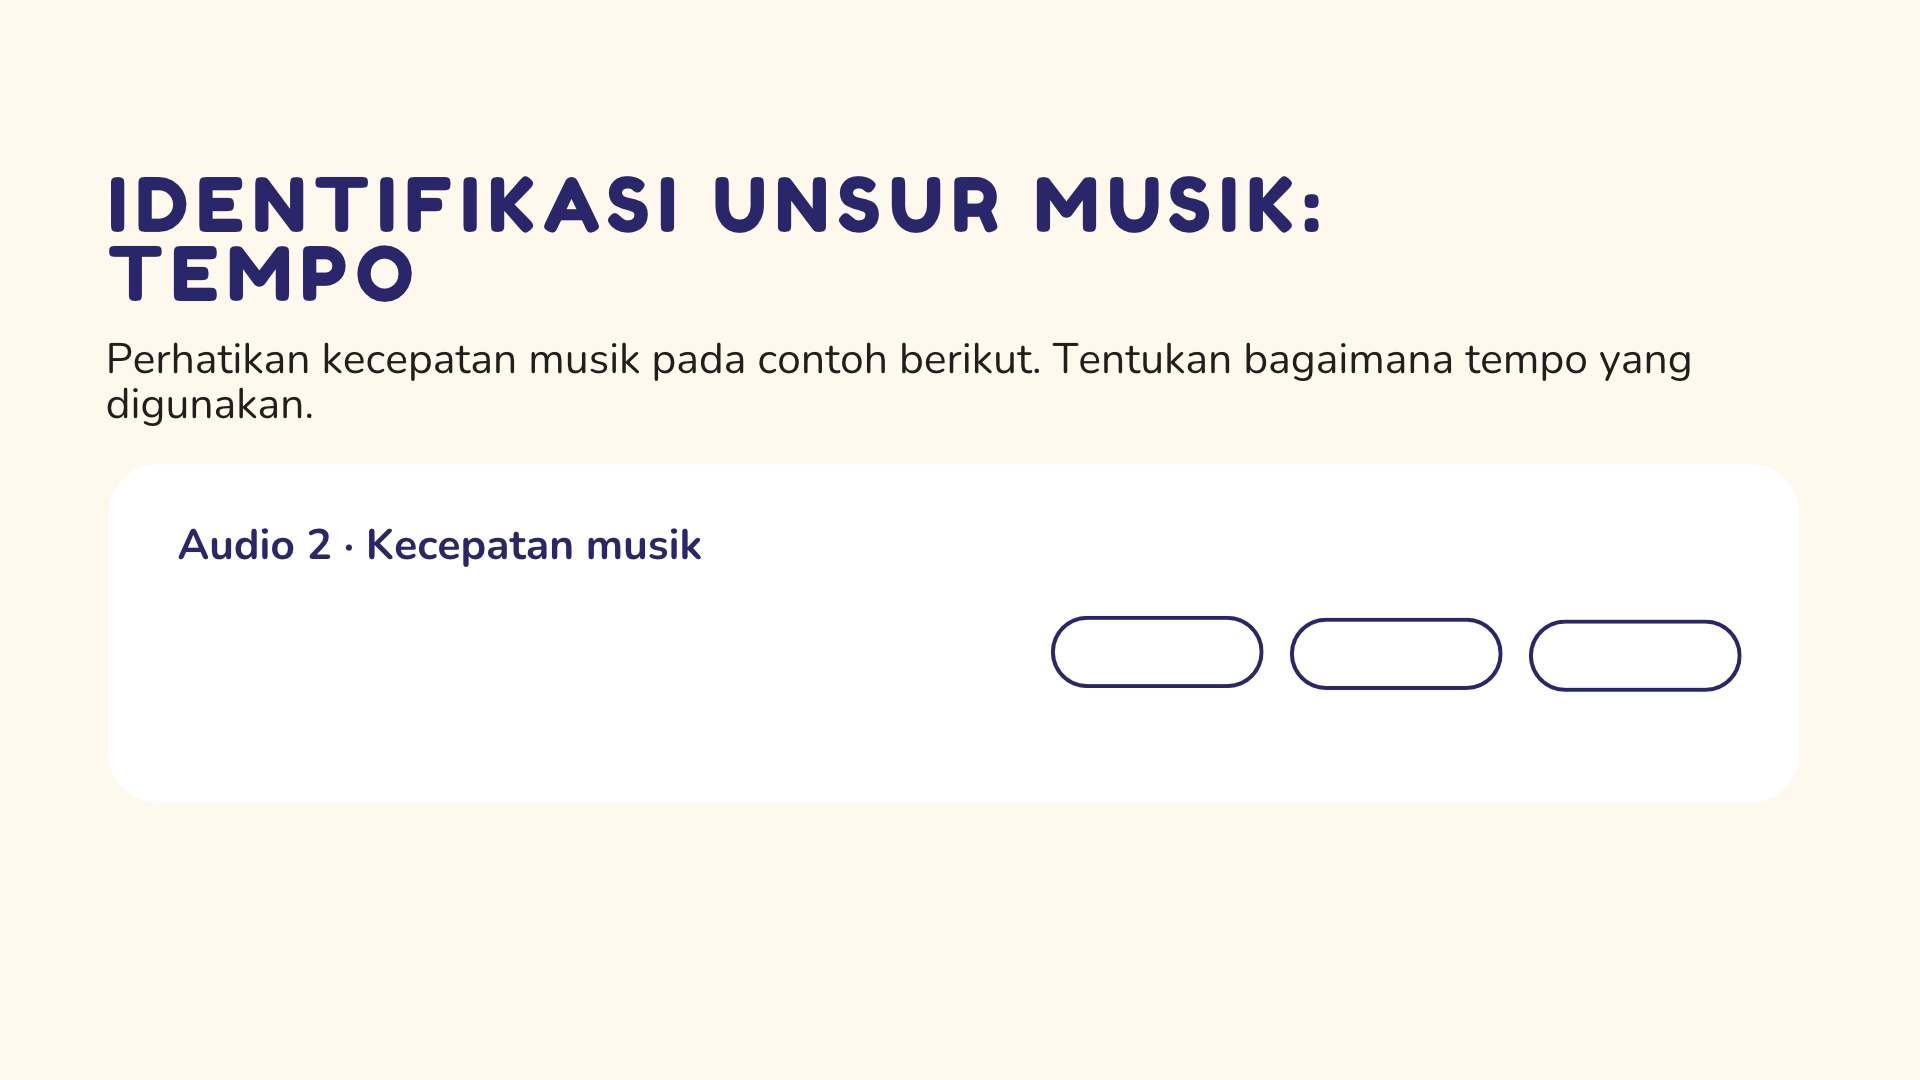 IDENTIFIKASI UNSUR MUSIK:
TEMPO
Perhatikan kecepatan musik pada contoh berikut. Tentukan bagaimana tempo yang
digunakan.
Audio 2 · Kecepatan musik